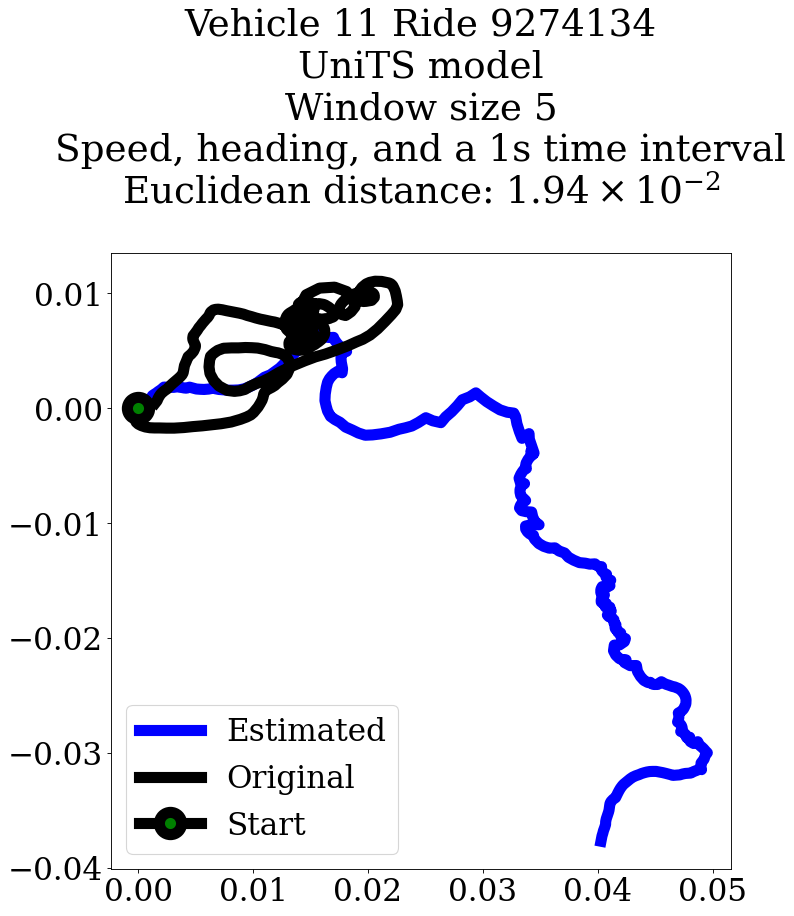 Vehicle 11 Ride 9274134
UniTS model
Window size 5
Speed, heading, and a 1s time interval
Euclidean distance: 1.94 × 10⁻²
0.01
0.00
−0.01
−0.02
−0.03
−0.04
Estimated
Original
Start
0.00 0.01 0.02 0.03 0.04 0.05